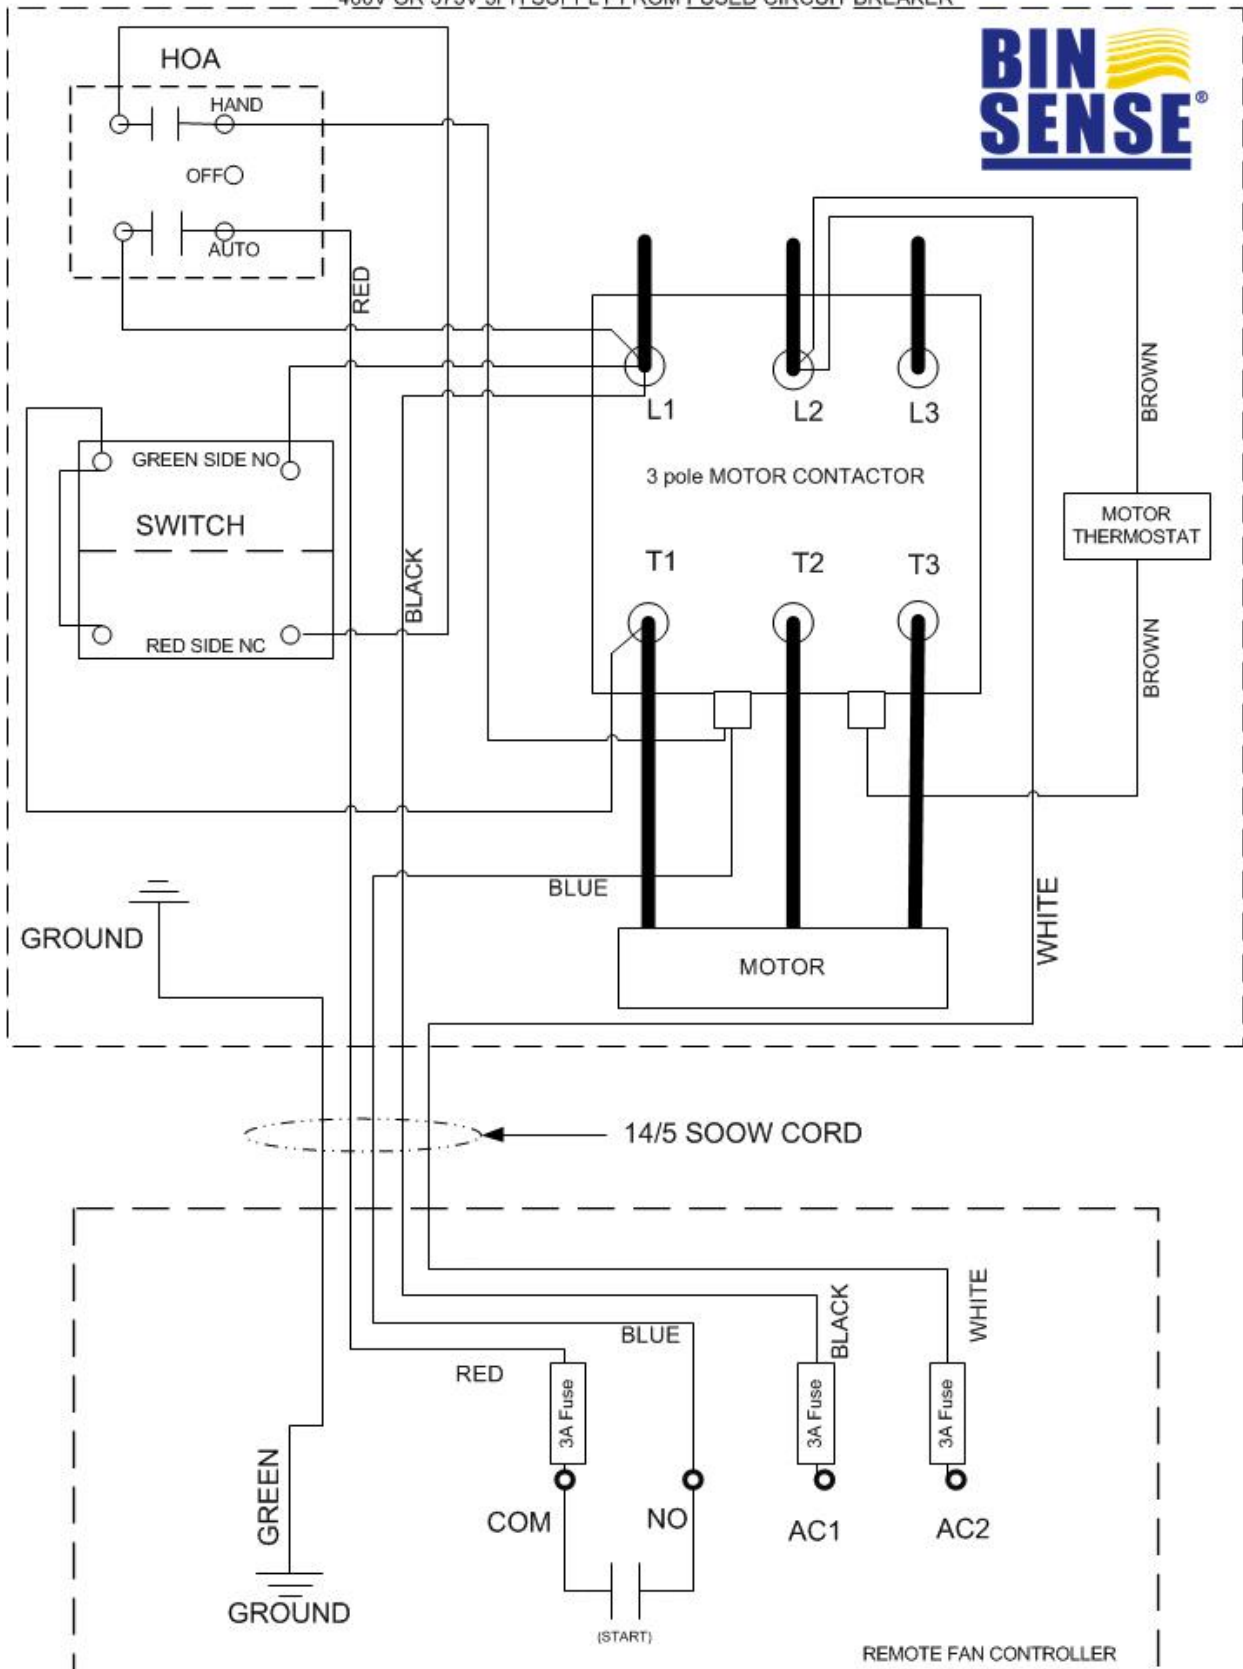 BIN
SENSE®
HOA
HAND
OFF
AUTO
RED
L1
L2
L3
3 pole MOTOR CONTACTOR
BROWN
MOTOR
THERMOSTAT
GREEN SIDE NO
SWITCH
RED SIDE NC
BLACK
T1
T2
T3
BROWN
BLUE
WHITE
GROUND
MOTOR
14/5 SOOW CORD
BLUE
BLACK
WHITE
RED
3A Fuse
3A Fuse
3A Fuse
GREEN
COM
NO
AC1
AC2
GROUND
(START)
REMOTE FAN CONTROLLER